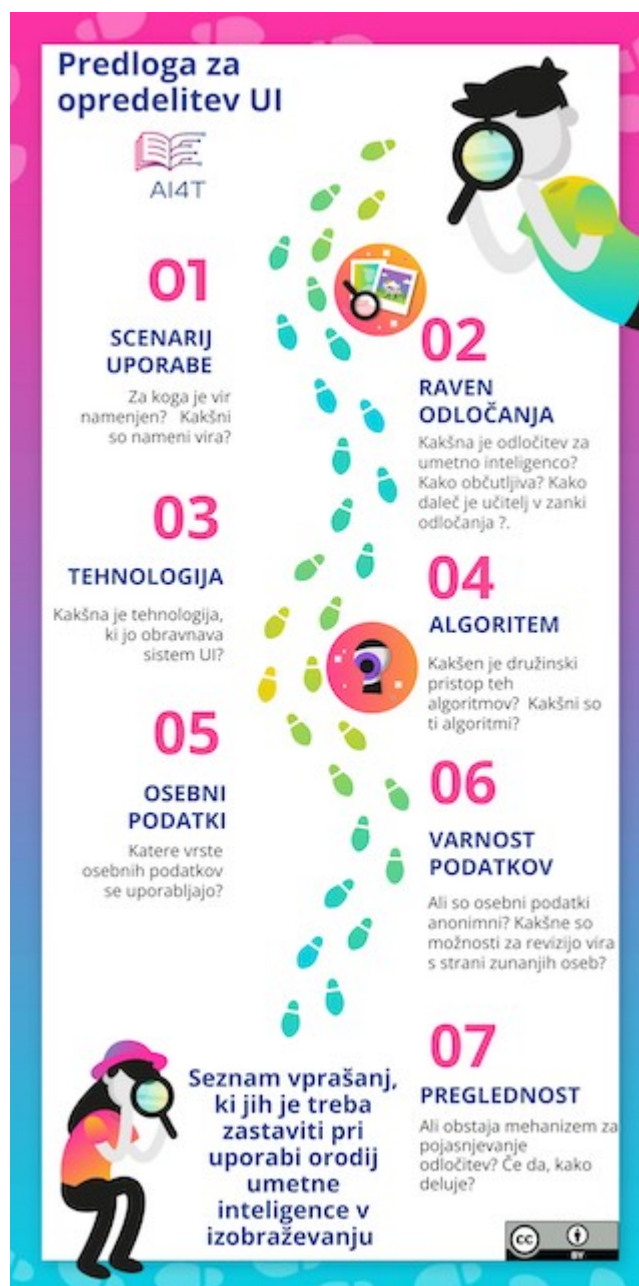 Predloga za
opredelitev UI
AI4T
01
SCENARIJ
UPORABE
Za koga je vir
namenjen? Kakšni
so nameni vira?
02
RAVEN
ODLOČANJA
Kakšna je odločitev za
umetno inteligenco?
Kako občutljiva? Kako
daleč je učitelj v zanki
odločanja ?.
03
TEHNOLOGIJA
Kakšna je tehnologija,
ki jo obravnava
sistem UI?
04
ALGORITEM
Kakšen je družinski
pristop teh
algoritmov? Kakšni so
ti algoritmi?
05
OSEBNI
PODATKI
Katere vrste
osebnih podatkov
se uporabljajo?
06
VARNOST
PODATKOV
Ali so osebni podatki
anonimni? Kakšne so
možnosti za revizijo vira
s strani zunanjih oseb?
07
PREGLEDNOST
Ali obstaja mehanizem za
pojasnjevanje
odločitev? Če da, kako
deluje?
Seznam vprašanj,
ki jih je treba
zastaviti pri
uporabi orodij
umetne
inteligence v
izobraževanju
cc
BY